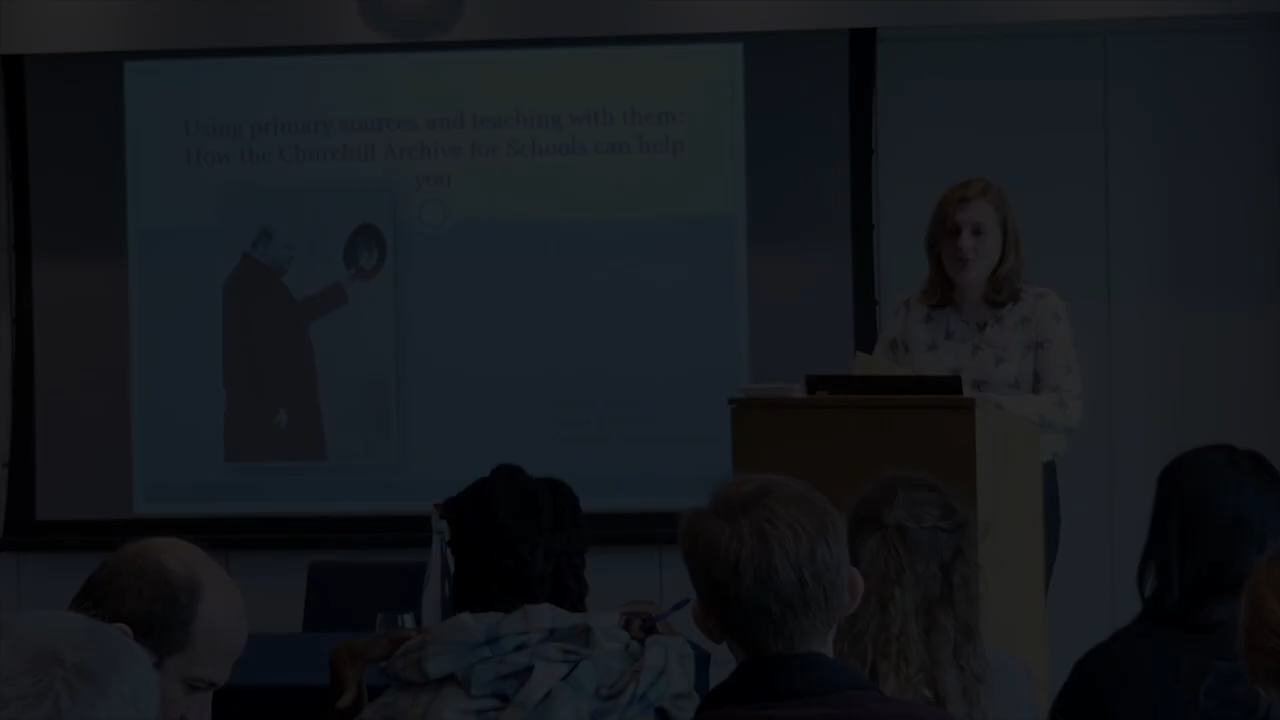 Using primary sources and teaching with them:
How the Churchill Archive for Schools can help
you